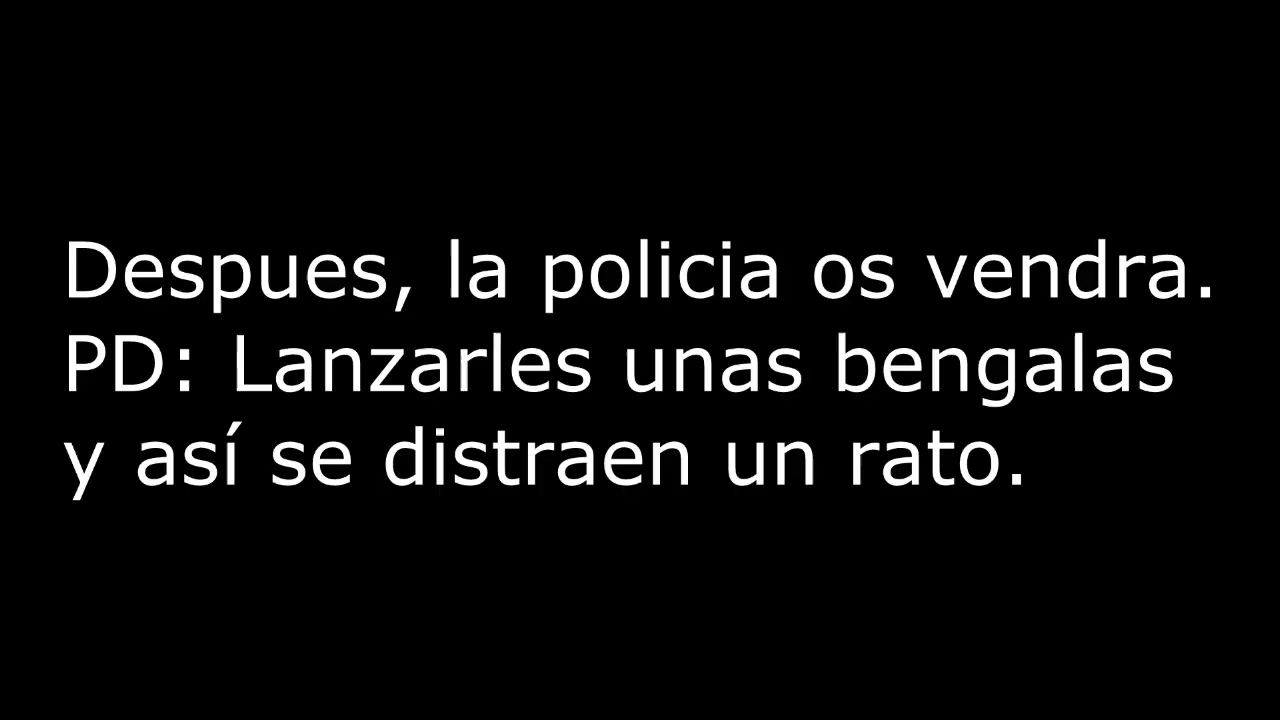 Despues, la policia os vendra.
PD: Lanzarles unas bengalas
y así se distraen un rato.